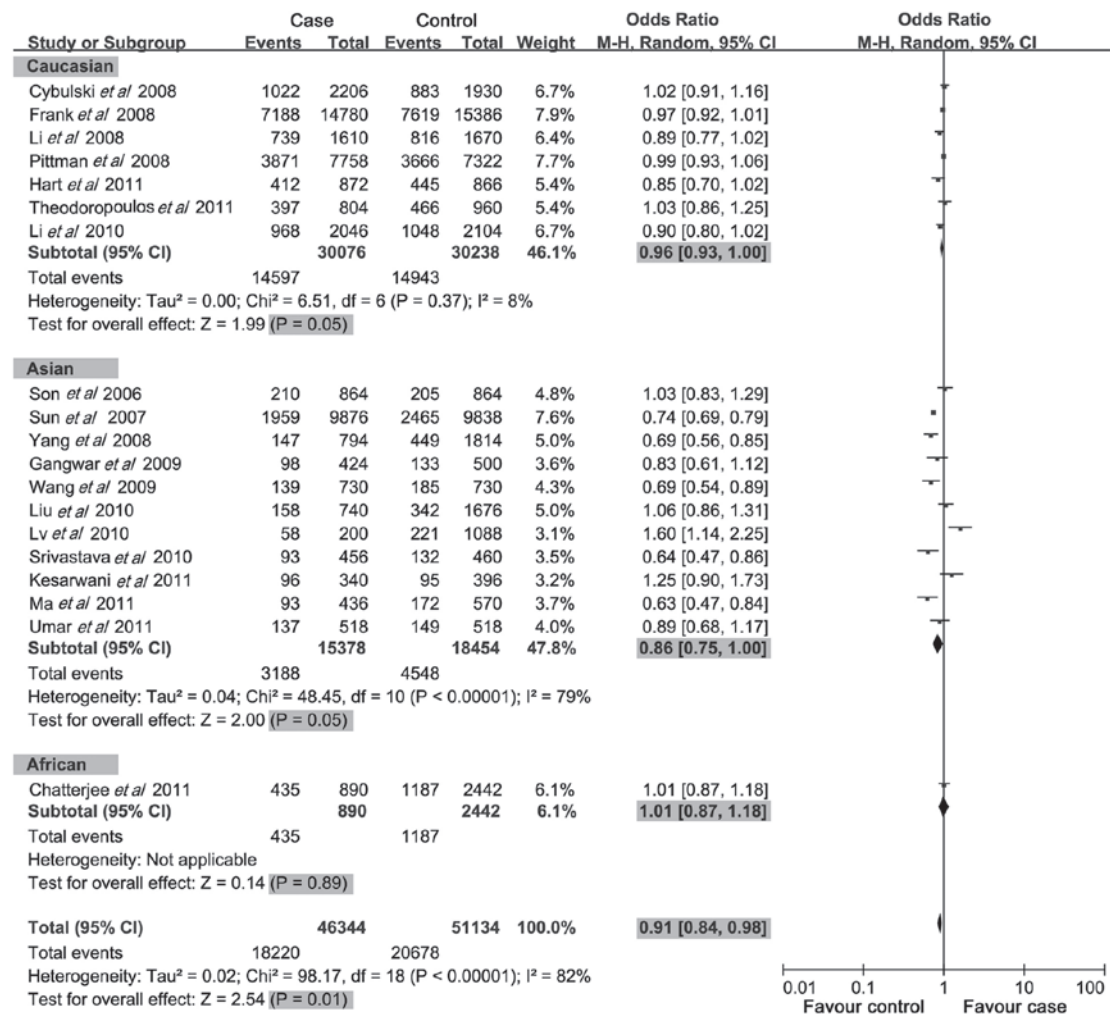 Case Control Odds Ratio Odds Ratio
Study or Subgroup Events Total Events Total Weight M-H, Random, 95% CI M-H, Random, 95% CI
Caucasian
Cybulski et al 2008 1022 2206 883 1930 6.7% 1.02 [0.91, 1.16]
Frank et al 2008 7188 14780 7619 15386 7.9% 0.97 [0.92, 1.01]
Li et al 2008 739 1610 816 1670 6.4% 0.89 [0.77, 1.02]
Pittman et al 2008 3871 7758 3666 7322 7.7% 0.99 [0.93, 1.06]
Hart et al 2011 412 872 445 866 5.4% 0.85 [0.70, 1.02]
Theodoropoulos et al 2011 397 804 466 960 5.4% 1.03 [0.86, 1.25]
Li et al 2010 968 2046 1048 2104 6.7% 0.90 [0.80, 1.02]
Subtotal (95% CI) 30076 30238 46.1% 0.96 [0.93, 1.00]
Total events 14597 14943
Heterogeneity: Tau² = 0.00; Chi² = 6.51, df = 6 (P = 0.37); I² = 8%
Test for overall effect: Z = 1.99 (P = 0.05)
Asian
Son et al 2006 210 864 205 864 4.8% 1.03 [0.83, 1.29]
Sun et al 2007 1959 9876 2465 9838 7.6% 0.74 [0.69, 0.79]
Yang et al 2008 147 794 449 1814 5.0% 0.69 [0.56, 0.85]
Gangwar et al 2009 98 424 133 500 3.6% 0.83 [0.61, 1.12]
Wang et al 2009 139 730 185 730 4.3% 0.69 [0.54, 0.89]
Liu et al 2010 158 740 342 1676 5.0% 1.06 [0.86, 1.31]
Lv et al 2010 58 200 221 1088 3.1% 1.60 [1.14, 2.25]
Srivastava et al 2010 93 456 132 460 3.5% 0.64 [0.47, 0.86]
Kesarwani et al 2011 96 340 95 396 3.2% 1.25 [0.90, 1.73]
Ma et al 2011 93 436 172 570 3.7% 0.63 [0.47, 0.84]
Umar et al 2011 137 518 149 518 4.0% 0.89 [0.68, 1.17]
Subtotal (95% CI) 15378 18454 47.8% 0.86 [0.75, 1.00]
Total events 3188 4548
Heterogeneity: Tau² = 0.04; Chi² = 48.45, df = 10 (P < 0.00001); I² = 79%
Test for overall effect: Z = 2.00 (P = 0.05)
African
Chatterjee et al 2011 435 890 1187 2442 6.1% 1.01 [0.87, 1.18]
Subtotal (95% CI) 890 2442 6.1% 1.01 [0.87, 1.18]
Total events 435 1187
Heterogeneity: Not applicable
Test for overall effect: Z = 0.14 (P = 0.89)
Total (95% CI) 46344 51134 100.0% 0.91 [0.84, 0.98]
Total events 18220 20678
Heterogeneity: Tau² = 0.02; Chi² = 98.17, df = 18 (P < 0.00001); I² = 82%
Test for overall effect: Z = 2.54 (P = 0.01)
0.01 0.1 1 10 100
Favour control Favour case